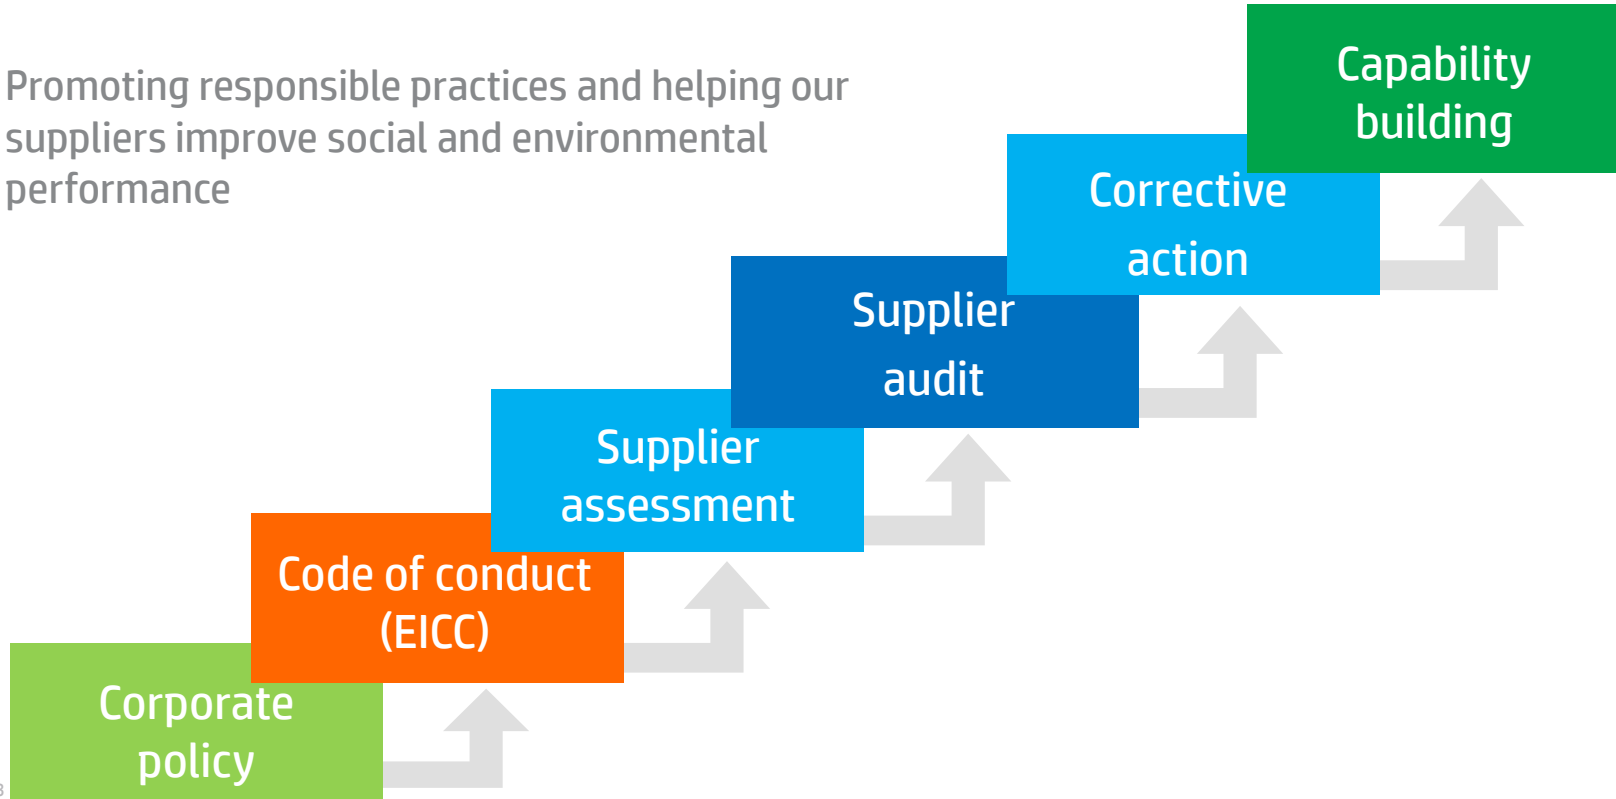 Promoting responsible practices and helping our
suppliers improve social and environmental
performance
Capability
building
Corrective
action
Supplier
audit
Supplier
assessment
Code of conduct
(EICC)
Corporate
policy
3